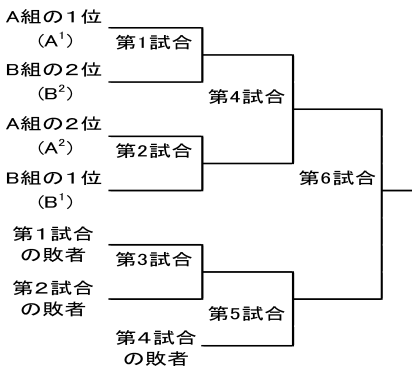 A組の1位
(A¹)
第1試合
B組の2位
(B²)
第4試合
A組の2位
(A²)
第2試合
B組の1位
(B¹)
第6試合
第1試合
の敗者
第3試合
第2試合
の敗者
第5試合
第4試合
の敗者